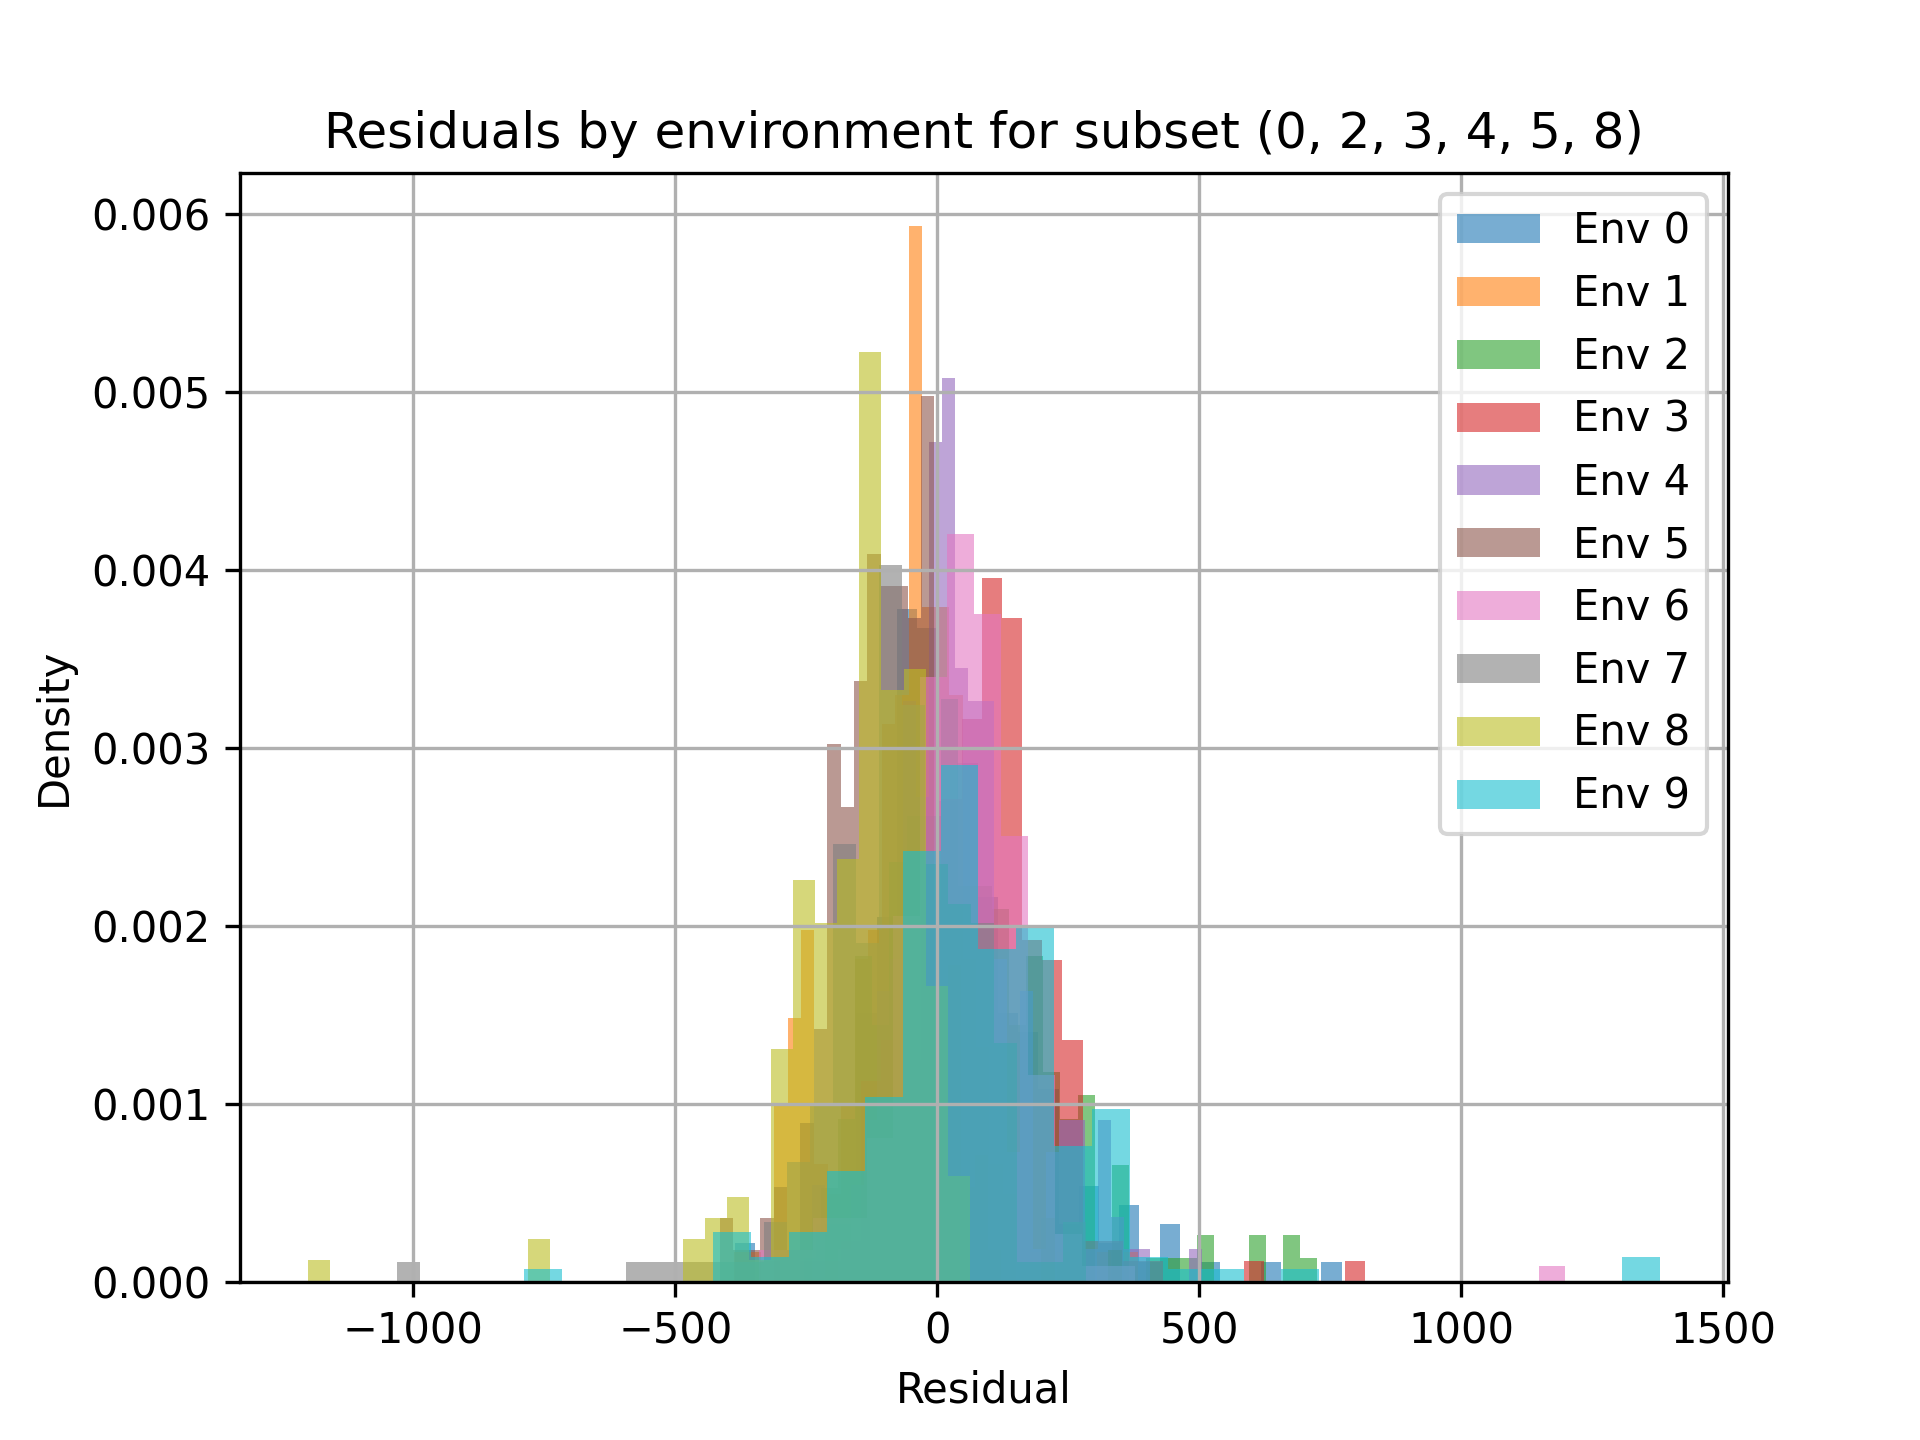 Residuals by environment for subset (0, 2, 3, 4, 5, 8)
0.006
0.005
0.004
0.003
0.002
0.001
0.000
Density
−1000
−500
0
500
1000
1500
Residual
Env 0
Env 1
Env 2
Env 3
Env 4
Env 5
Env 6
Env 7
Env 8
Env 9